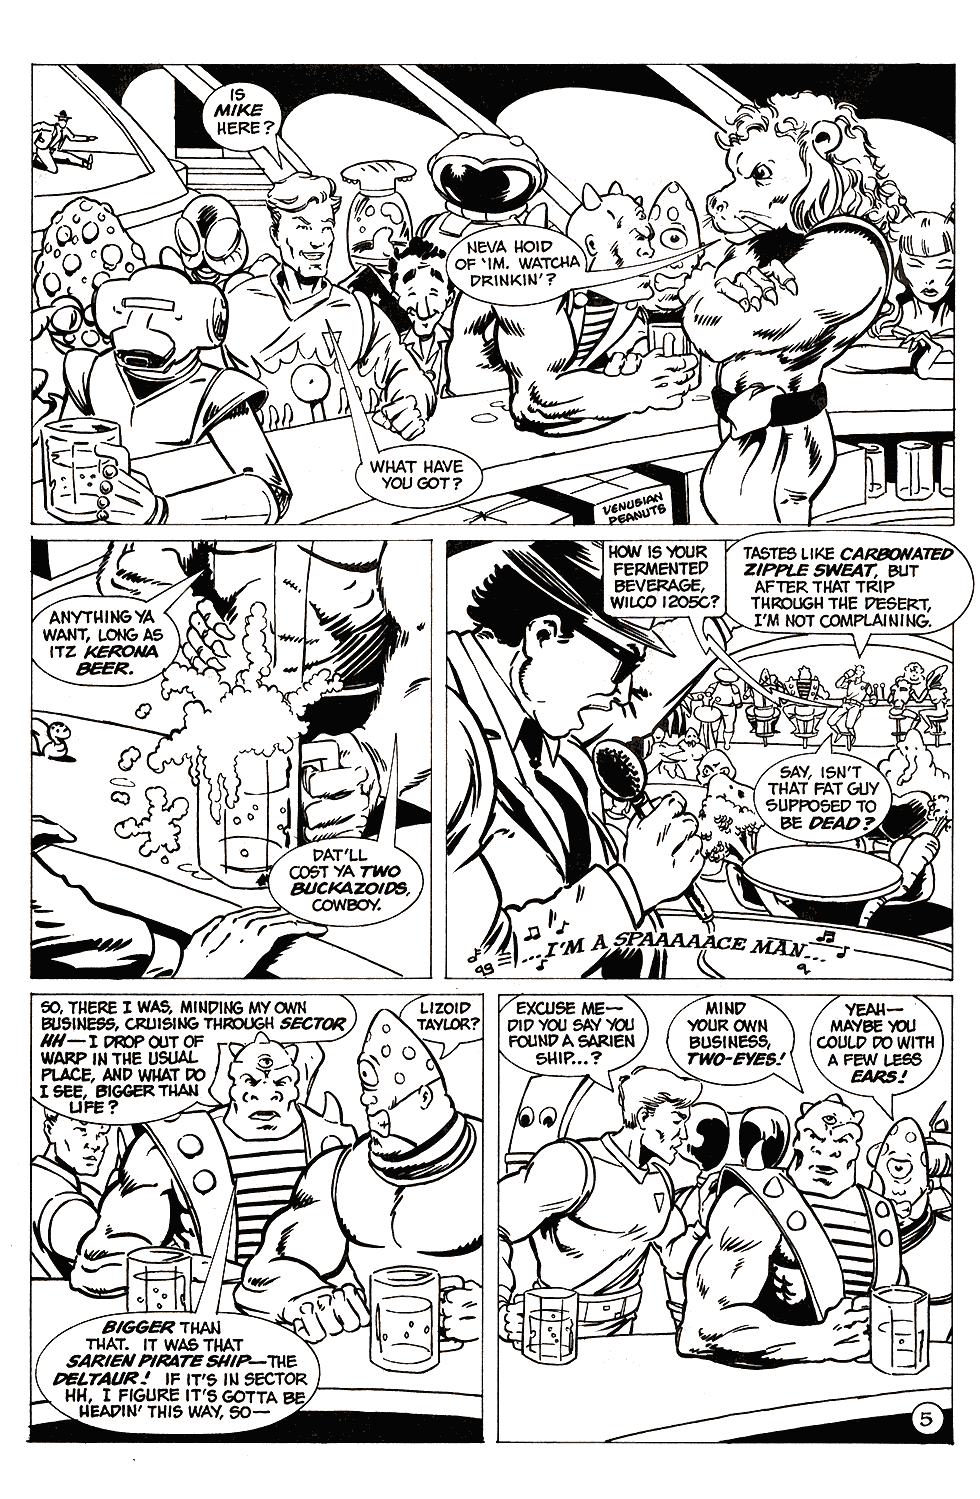 IS
MIKE
HERE?
NEVA HOID
OF 'IM. WATCHA
DRINKIN'?
WHAT HAVE
YOU GOT?
VENUSIAN
PEANUTS
ANYTHING YA
WANT, LONG AS
ITZ KERONA
BEER.
DAT'LL
COST YA TWO
BUCKAZOIDS,
COWBOY.
HOW IS YOUR
FERMENTED
BEVERAGE,
WILCO 1205C?
TASTES LIKE CARBONATED
ZIPPLE SWEAT, BUT
AFTER THAT TRIP
THROUGH THE DESERT,
I'M NOT COMPLAINING.
SAY, ISN'T
THAT FAT GUY
SUPPOSED TO
BE DEAD?
...I'M A SPAAAAACE MAN...
SO, THERE I WAS, MINDING MY OWN
BUSINESS, CRUISING THROUGH SECTOR
HH—I DROP OUT OF
WARP IN THE USUAL
PLACE, AND WHAT DO
I SEE, BIGGER THAN
LIFE?
LIZOID
TAYLOR?
BIGGER THAN
THAT. IT WAS THAT
SARIEN PIRATE SHIP—THE
DELTAUR! IF IT'S IN SECTOR
HH, I FIGURE IT'S GOTTA BE
HEADIN' THIS WAY, SO—
EXCUSE ME—
DID YOU SAY YOU
FOUND A SARIEN
SHIP...?
MIND
YOUR OWN
BUSINESS,
TWO-EYES!
YEAH—
MAYBE YOU
COULD DO WITH
A FEW LESS
EARS!
5